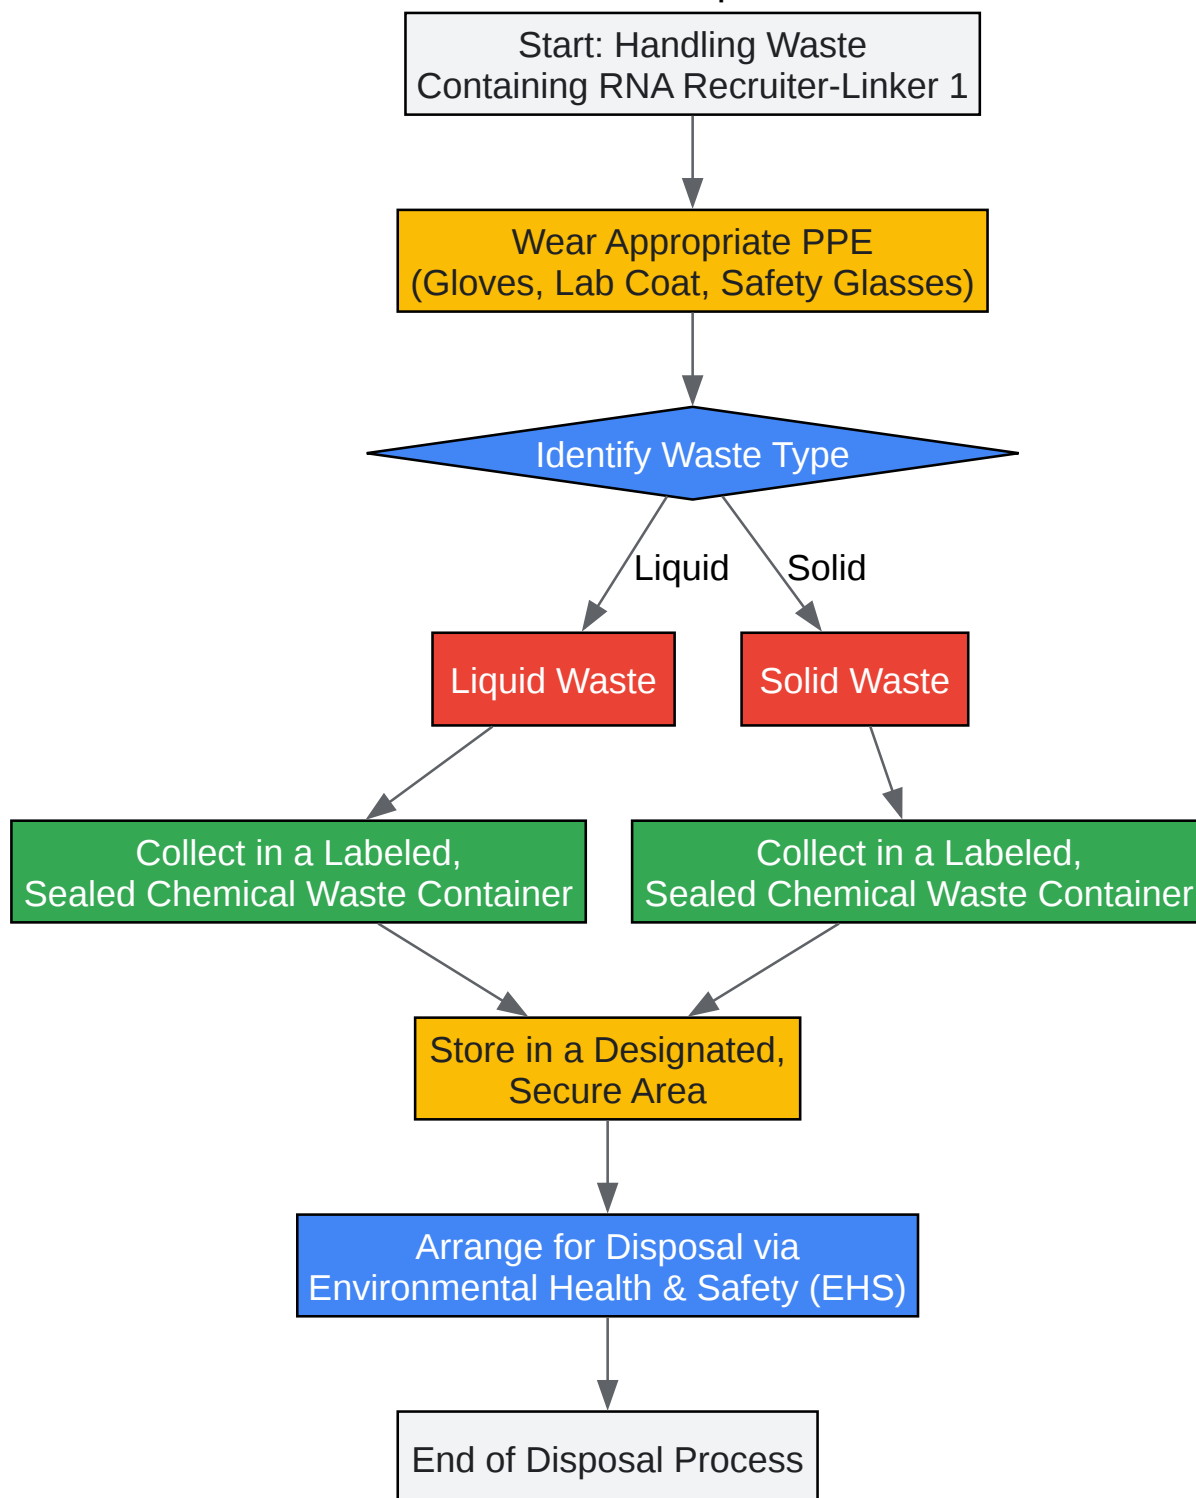 Start: Handling Waste
Containing RNA Recruiter-Linker 1
Wear Appropriate PPE
(Gloves, Lab Coat, Safety Glasses)
Identify Waste Type
Liquid
Solid
Liquid Waste
Solid Waste
Collect in a Labeled,
Sealed Chemical Waste Container
Collect in a Labeled,
Sealed Chemical Waste Container
Store in a Designated,
Secure Area
Arrange for Disposal via
Environmental Health & Safety (EHS)
End of Disposal Process